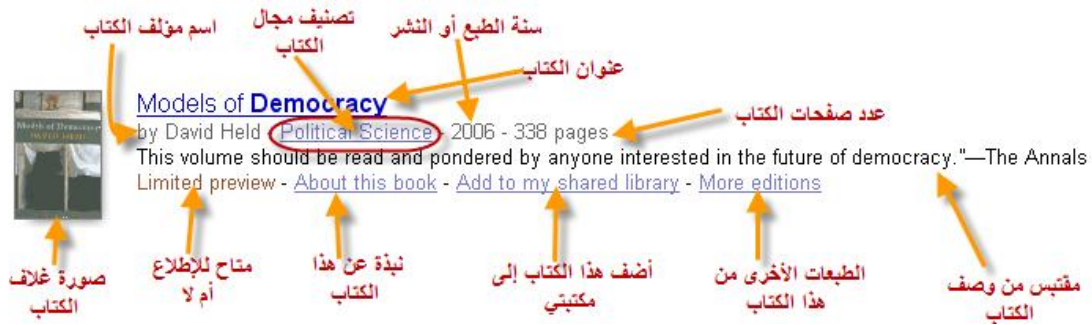 سنة الطبع أو النشر
تصنيف مجال
الكتاب
اسم مؤلف الكتاب
عنوان الكتاب
عدد صفحات الكتاب
Models of Democracy
Models of Democracy
by David Held - Political Science - 2006 - 338 pages
This volume should be read and pondered by anyone interested in the future of democracy."—The Annals
Limited preview - About this book - Add to my shared library - More editions
مقتبس من وصف
الكتاب
الطبعات الأخرى من
هذا الكتاب
أضف هذا الكتاب إلى
مكتبتي
نبذة عن هذا
الكتاب
متاح للإطلاع
أم لا
صورة غلاف
الكتاب